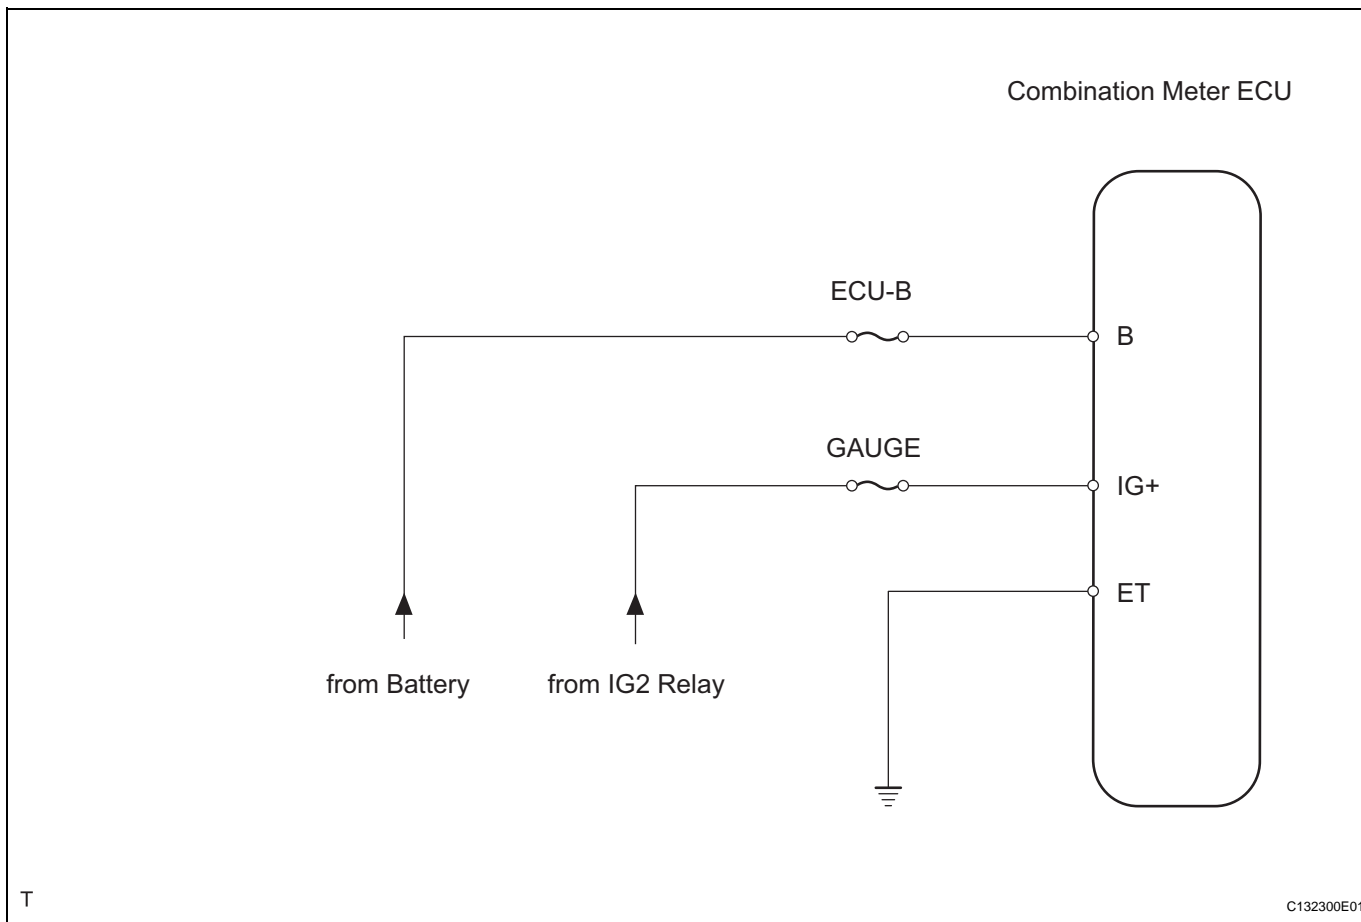 Combination Meter ECU
ECU-B
B
GAUGE
IG+
ET
from Battery
from IG2 Relay
T
C132300E01